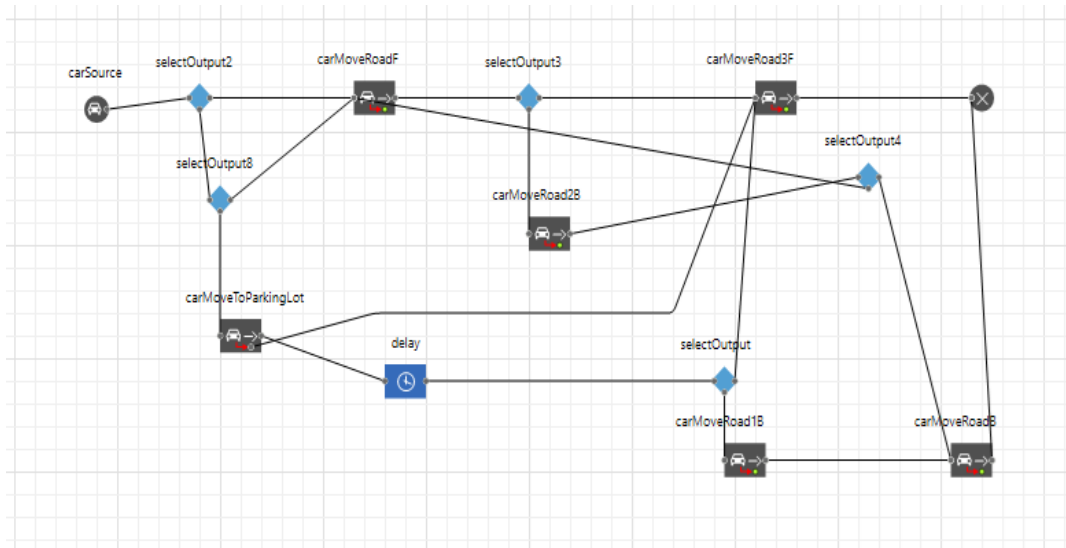 carSource
selectOutput2
carMoveRoadF
selectOutput3
carMoveRoad3F
selectOutput4
selectOutput8
carMoveRoad2B
carMoveToParkingLot
delay
selectOutput
carMoveRoad1B
carMoveRoadB